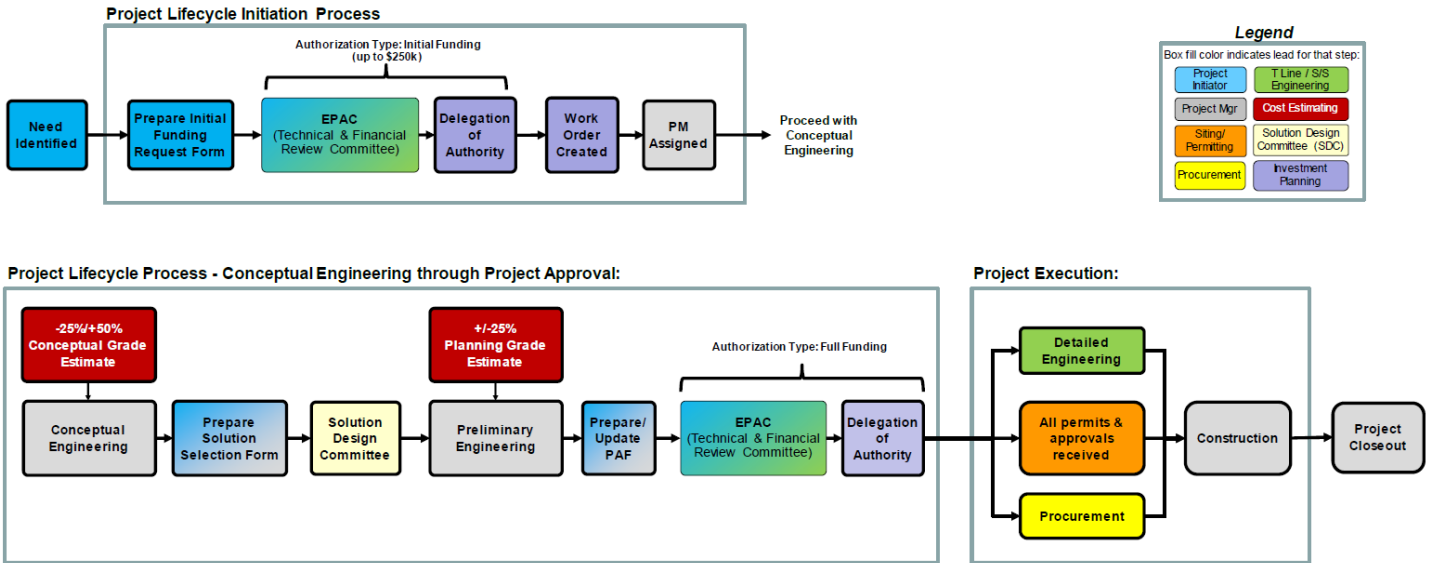 Project Lifecycle Initiation Process
Authorization Type: Initial Funding
(up to $250k)
Need
Identified
Prepare Initial
Funding
Request Form
EPAC
(Technical & Financial
Review Committee)
Delegation
of
Authority
Work
Order
Created
PM
Assigned
Proceed with
Conceptual
Engineering
Legend
Box fill color indicates lead for that step:
Project
Initiator
T Line / S/S
Engineering
Project Mgr
Cost Estimating
Siting/
Permitting
Solution Design
Committee (SDC)
Procurement
Investment
Planning
Project Lifecycle Process - Conceptual Engineering through Project Approval:
-25%/+50%
Conceptual Grade
Estimate
+/-25%
Planning Grade
Estimate
Authorization Type: Full Funding
Conceptual
Engineering
Prepare
Solution
Selection Form
Solution
Design
Committee
Preliminary
Engineering
Prepare/
Update
PAF
EPAC
(Technical & Financial
Review Committee)
Delegation
of
Authority
Project Execution:
Detailed
Engineering
All permits &
approvals
received
Procurement
Construction
Project
Closeout